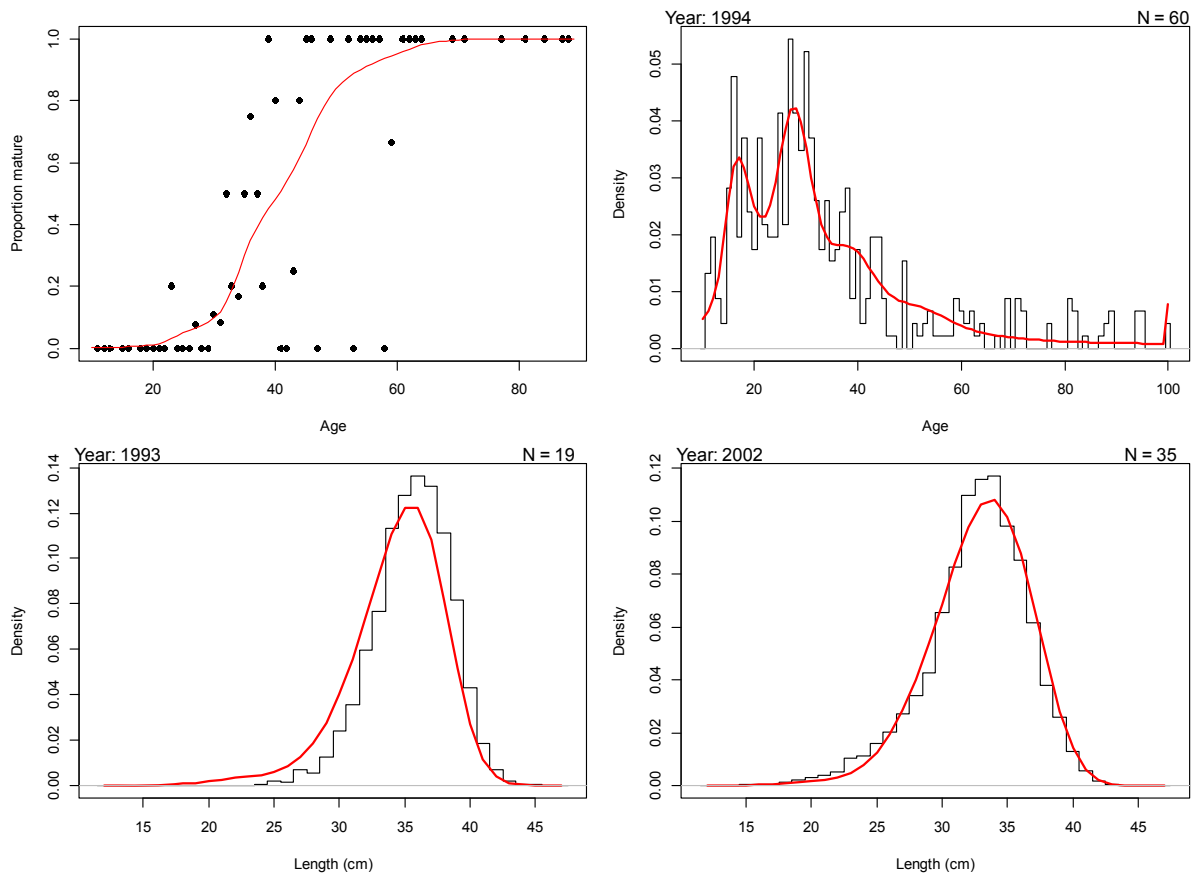 Proportion mature
0.0 0.2 0.4 0.6 0.8 1.0
20 40 60 80
Age
Year: 1994 N = 60
Density
0.00 0.01 0.02 0.03 0.04 0.05
20 40 60 80 100
Age
Year: 1993 N = 19
Density
0.00 0.02 0.04 0.06 0.08 0.10 0.12 0.14
15 20 25 30 35 40 45
Length (cm)
Year: 2002 N = 35
Density
0.00 0.02 0.04 0.06 0.08 0.10 0.12
15 20 25 30 35 40 45
Length (cm)